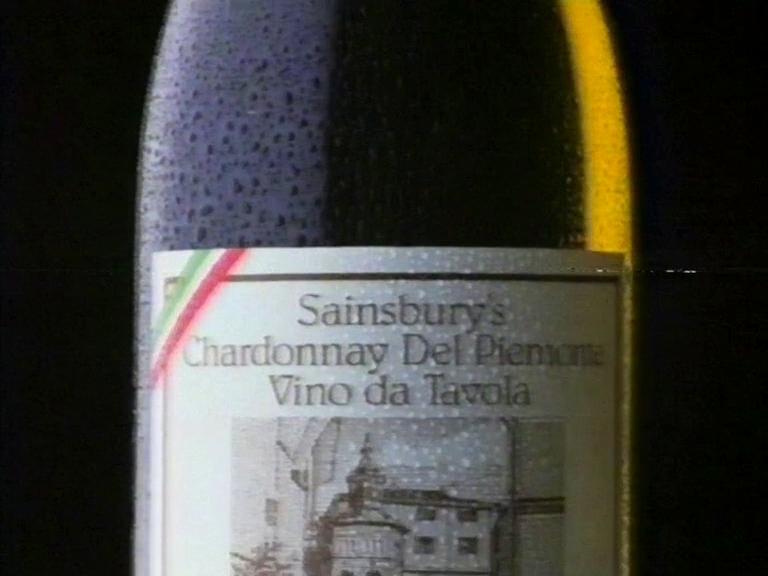 Sainsbury's
Chardonnay Del Piemonte
Vino da Tavola